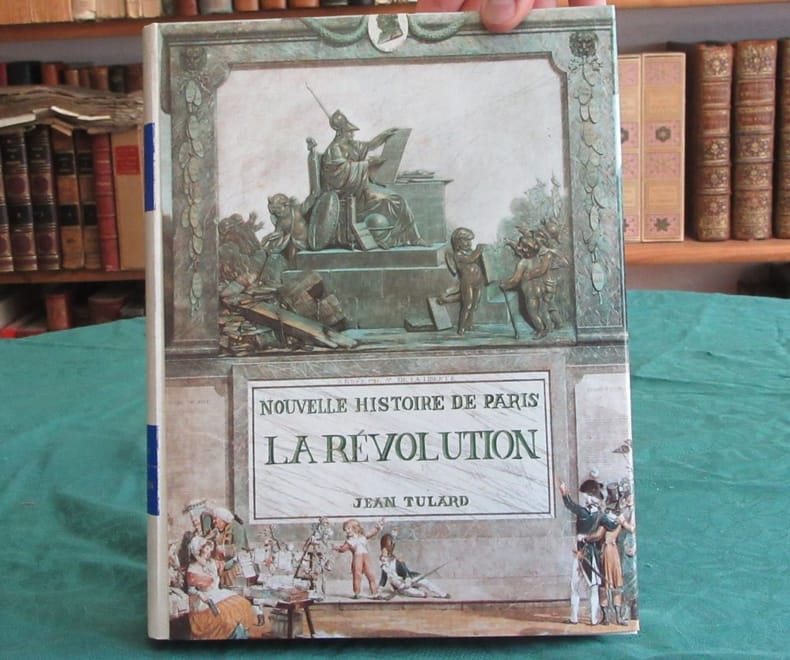 NOUVELLE HISTOIRE DE PARIS
LA RÉVOLUTION
JEAN TULARD